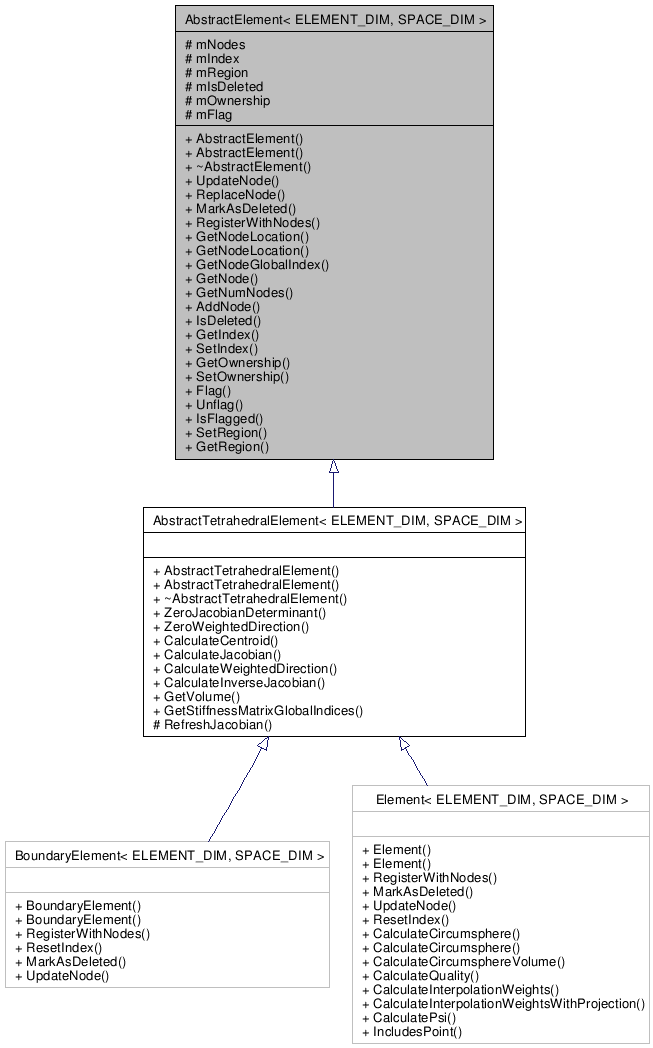 AbstractElement< ELEMENT_DIM, SPACE_DIM >
# mNodes
# mIndex
# mRegion
# mIsDeleted
# mOwnership
# mFlag
+ AbstractElement()
+ AbstractElement()
+ ~AbstractElement()
+ UpdateNode()
+ ReplaceNode()
+ MarkAsDeleted()
+ RegisterWithNodes()
+ GetNodeLocation()
+ GetNodeLocation()
+ GetNodeGlobalIndex()
+ GetNode()
+ GetNumNodes()
+ AddNode()
+ IsDeleted()
+ GetIndex()
+ SetIndex()
+ GetOwnership()
+ SetOwnership()
+ Flag()
+ Unflag()
+ IsFlagged()
+ SetRegion()
+ GetRegion()
AbstractTetrahedralElement< ELEMENT_DIM, SPACE_DIM >
+ AbstractTetrahedralElement()
+ AbstractTetrahedralElement()
+ ~AbstractTetrahedralElement()
+ ZeroJacobianDeterminant()
+ ZeroWeightedDirection()
+ CalculateCentroid()
+ CalculateJacobian()
+ CalculateWeightedDirection()
+ CalculateInverseJacobian()
+ GetVolume()
+ GetStiffnessMatrixGlobalIndices()
# RefreshJacobian()
BoundaryElement< ELEMENT_DIM, SPACE_DIM >
+ BoundaryElement()
+ BoundaryElement()
+ RegisterWithNodes()
+ ResetIndex()
+ MarkAsDeleted()
+ UpdateNode()
Element< ELEMENT_DIM, SPACE_DIM >
+ Element()
+ Element()
+ RegisterWithNodes()
+ MarkAsDeleted()
+ UpdateNode()
+ ResetIndex()
+ CalculateCircumsphere()
+ CalculateCircumsphere()
+ CalculateCircumsphereVolume()
+ CalculateQuality()
+ CalculateInterpolationWeights()
+ CalculateInterpolationWeightsWithProjection()
+ CalculatePsi()
+ IncludesPoint()